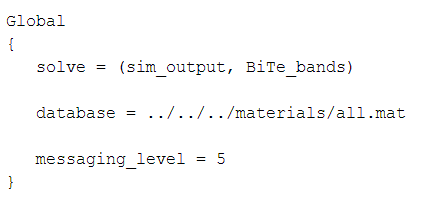 Global
{
solve = (sim_output, BiTe_bands)
database = ../../../materials/all.mat
messaging_level = 5
}